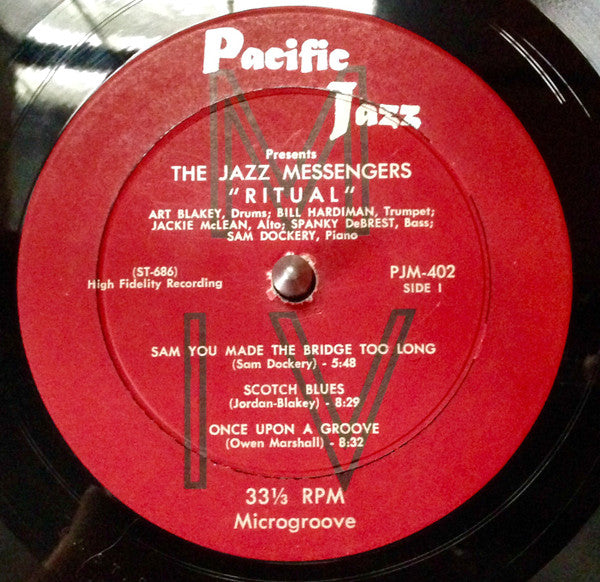 Pacific
Jazz
Presents
THE JAZZ MESSENGERS
"RITUAL"
ART BLAKEY, Drums; BILL HARDIMAN, Trumpet;
JACKIE McLEAN, Alto; SPANKY DeBREST, Bass;
SAM DOCKERY, Piano
(ST-686)
High Fidelity Recording
PJM-402
SIDE I
SAM YOU MADE THE BRIDGE TOO LONG
(Sam Dockery) - 5:48
SCOTCH BLUES
(Jordan-Blakey) - 8:29
ONCE UPON A GROOVE
(Owen Marshall) - 8:32
M
IV
33⅓ RPM
Microgroove